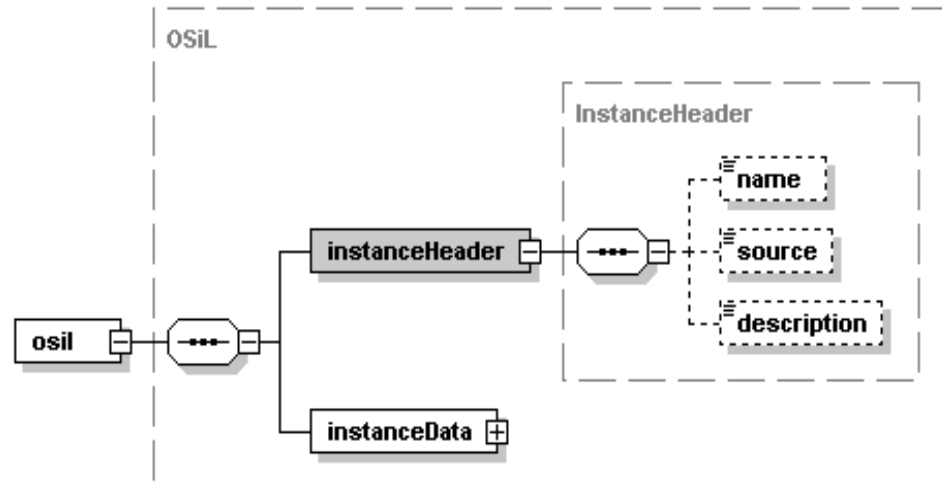 OSiL
InstanceHeader
name
instanceHeader
source
description
osil
instanceData